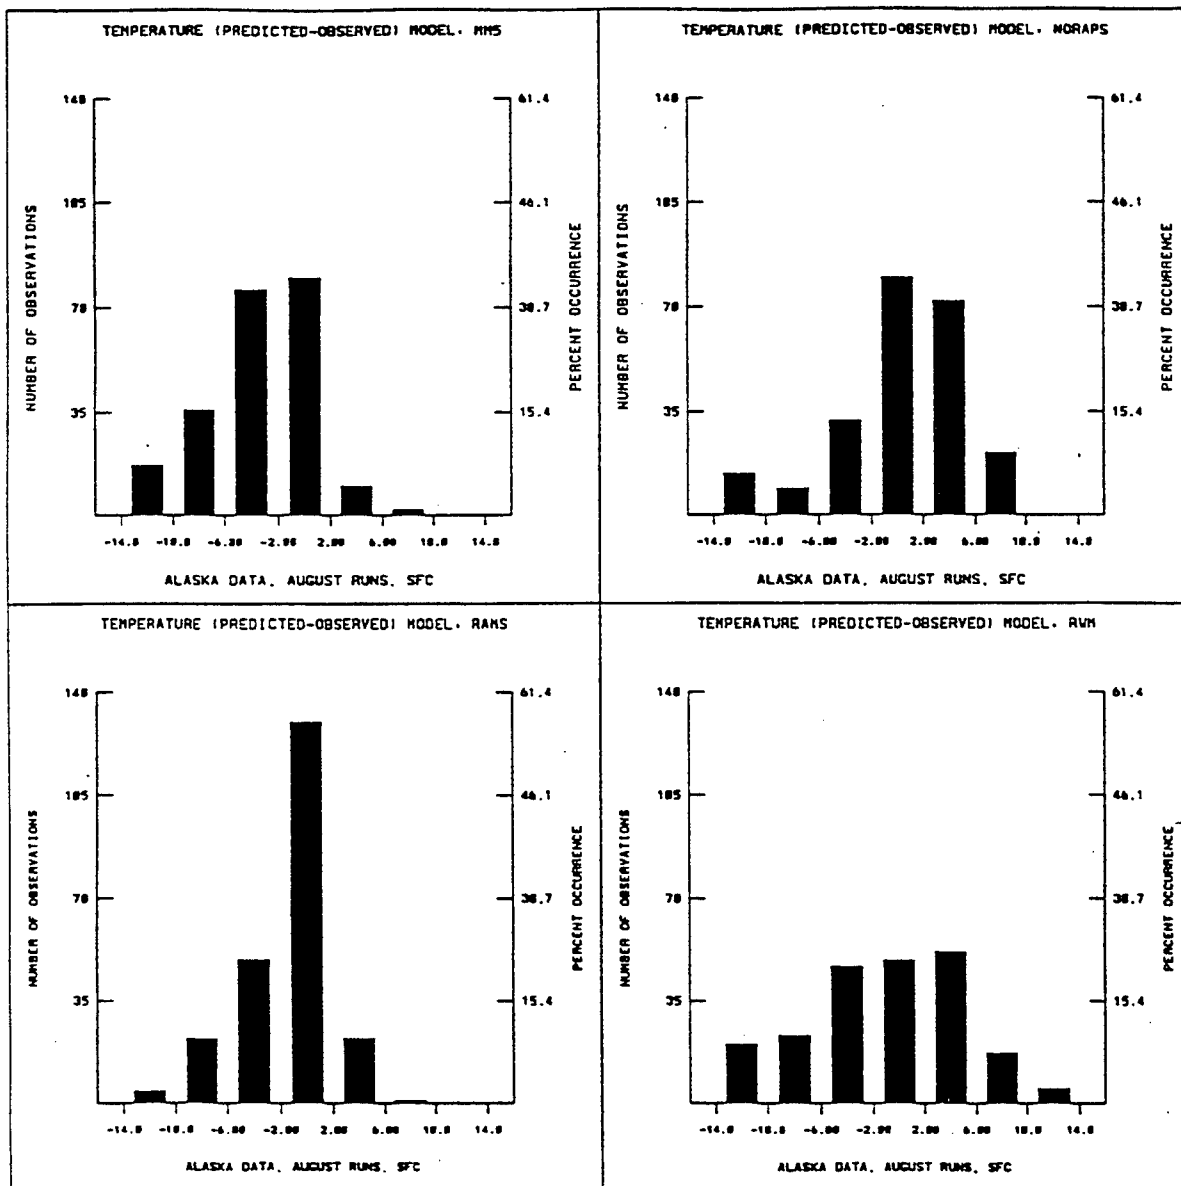 TEMPERATURE (PREDICTED-OBSERVED) MODEL. MM5
140
105
70
35
61.4
46.1
30.7
15.4
NUMBER OF OBSERVATIONS
PERCENT OCCURRENCE
-14.0 -10.0 -6.00 -2.00 2.00 6.00 10.0 14.0
ALASKA DATA. AUGUST RUNS. SFC
TEMPERATURE (PREDICTED-OBSERVED) MODEL. NORAPS
140
105
70
35
61.4
46.1
30.7
15.4
NUMBER OF OBSERVATIONS
PERCENT OCCURRENCE
-14.0 -10.0 -6.00 -2.00 2.00 6.00 10.0 14.0
ALASKA DATA. AUGUST RUNS. SFC
TEMPERATURE (PREDICTED-OBSERVED) MODEL. RAMS
140
105
70
35
61.4
46.1
30.7
15.4
NUMBER OF OBSERVATIONS
PERCENT OCCURRENCE
-14.0 -10.0 -6.00 -2.00 2.00 6.00 10.0 14.0
ALASKA DATA. AUGUST RUNS. SFC
TEMPERATURE (PREDICTED-OBSERVED) MODEL. RWM
140
105
70
35
61.4
46.1
30.7
15.4
NUMBER OF OBSERVATIONS
PERCENT OCCURRENCE
-14.0 -10.0 -6.00 -2.00 2.00 6.00 10.0 14.0
ALASKA DATA. AUGUST RUNS. SFC